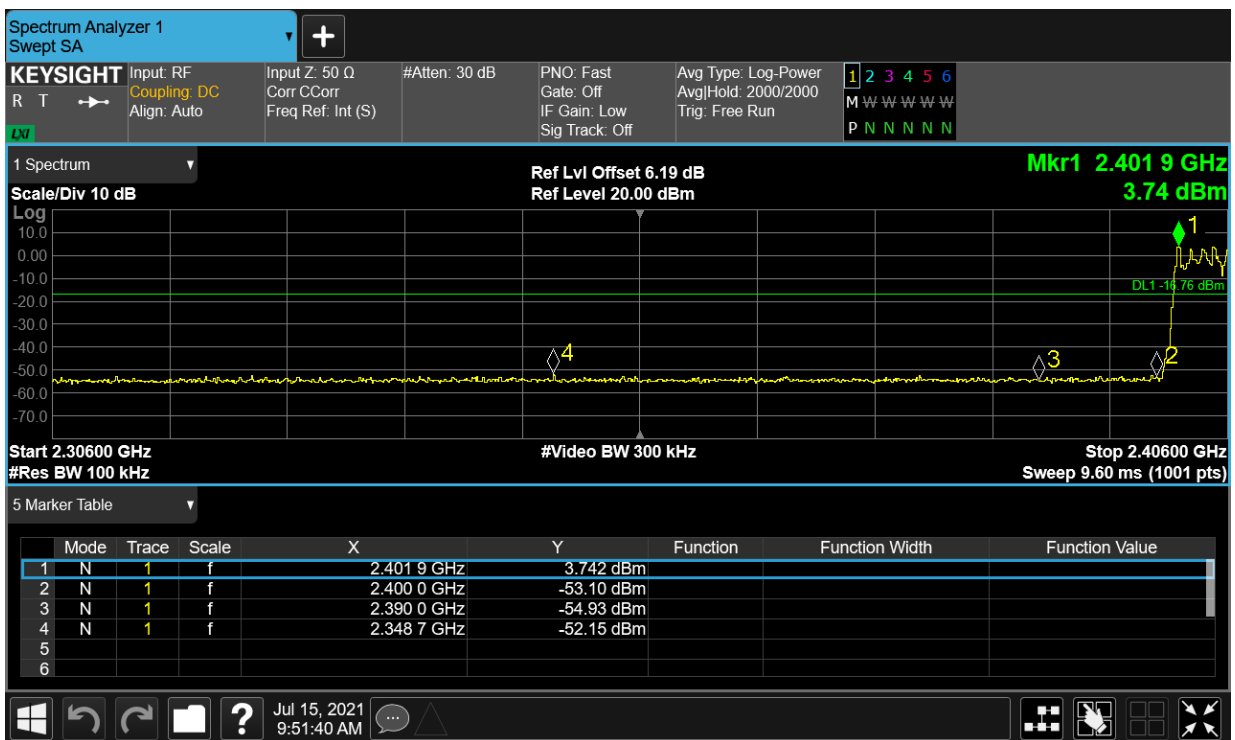 Spectrum Analyzer 1
Swept SA
KEYSIGHT
R T
LXI
Input: RF
Coupling: DC
Align: Auto
Input Z: 50 Ω
Corr CCorr
Freq Ref: Int (S)
#Atten: 30 dB
PNO: Fast
Gate: Off
IF Gain: Low
Sig Track: Off
Avg Type: Log-Power
Avg|Hold: 2000/2000
Trig: Free Run
1 2 3 4 5 6
M W W W W W
P N N N N N
1 Spectrum
Scale/Div 10 dB
Ref Lvl Offset 6.19 dB
Ref Level 20.00 dBm
Mkr1 2.401 9 GHz
3.74 dBm
Log
10.0
0.00
-10.0
-20.0
-30.0
-40.0
-50.0
-60.0
-70.0
1
DL1 -16.76 dBm
4
3
2
Start 2.30600 GHz
#Video BW 300 kHz
Stop 2.40600 GHz
#Res BW 100 kHz
Sweep 9.60 ms (1001 pts)
5 Marker Table
Mode Trace Scale X Y Function Function Width Function Value
1 N 1 f 2.401 9 GHz 3.742 dBm
2 N 1 f 2.400 0 GHz -53.10 dBm
3 N 1 f 2.390 0 GHz -54.93 dBm
4 N 1 f 2.348 7 GHz -52.15 dBm
5
6
?
Jul 15, 2021
9:51:40 AM